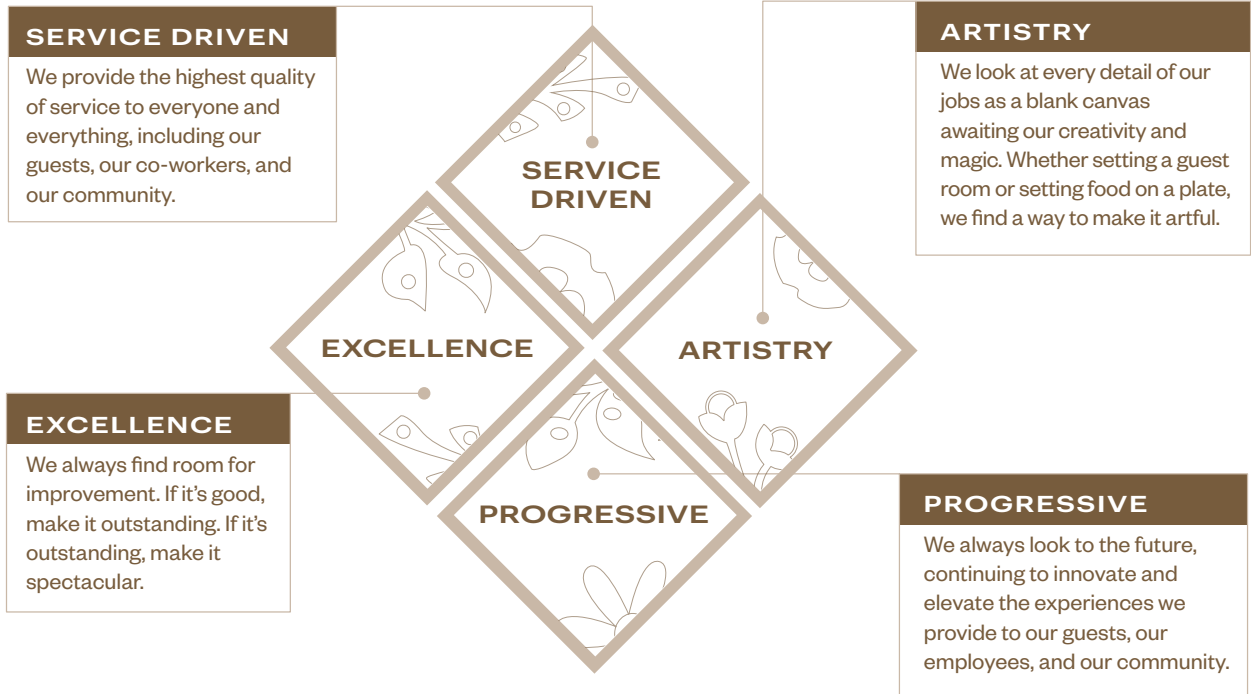 SERVICE DRIVEN
We provide the highest quality
of service to everyone and
everything, including our
guests, our co-workers, and
our community.
ARTISTRY
We look at every detail of our
jobs as a blank canvas
awaiting our creativity and
magic. Whether setting a guest
room or setting food on a plate,
we find a way to make it artful.
SERVICE
DRIVEN
EXCELLENCE
ARTISTRY
PROGRESSIVE
EXCELLENCE
We always find room for
improvement. If it’s good,
make it outstanding. If it’s
outstanding, make it
spectacular.
PROGRESSIVE
We always look to the future,
continuing to innovate and
elevate the experiences we
provide to our guests, our
employees, and our community.